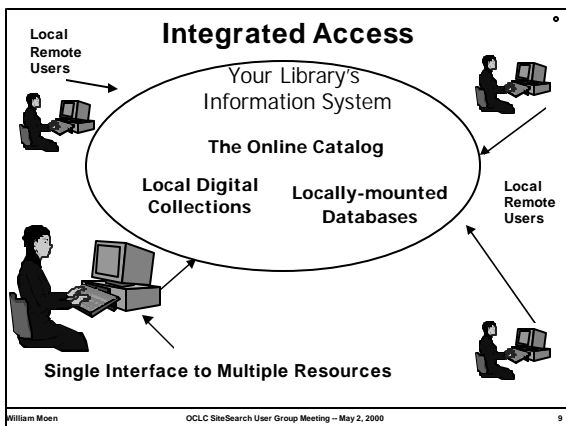 Integrated Access
Local
Remote
Users
Your Library's
Information System
The Online Catalog
Local Digital
Collections
Locally-mounted
Databases
Local
Remote
Users
Single Interface to Multiple Resources
William Moen
OCLC SiteSearch User Group Meeting -- May 2, 2000
9